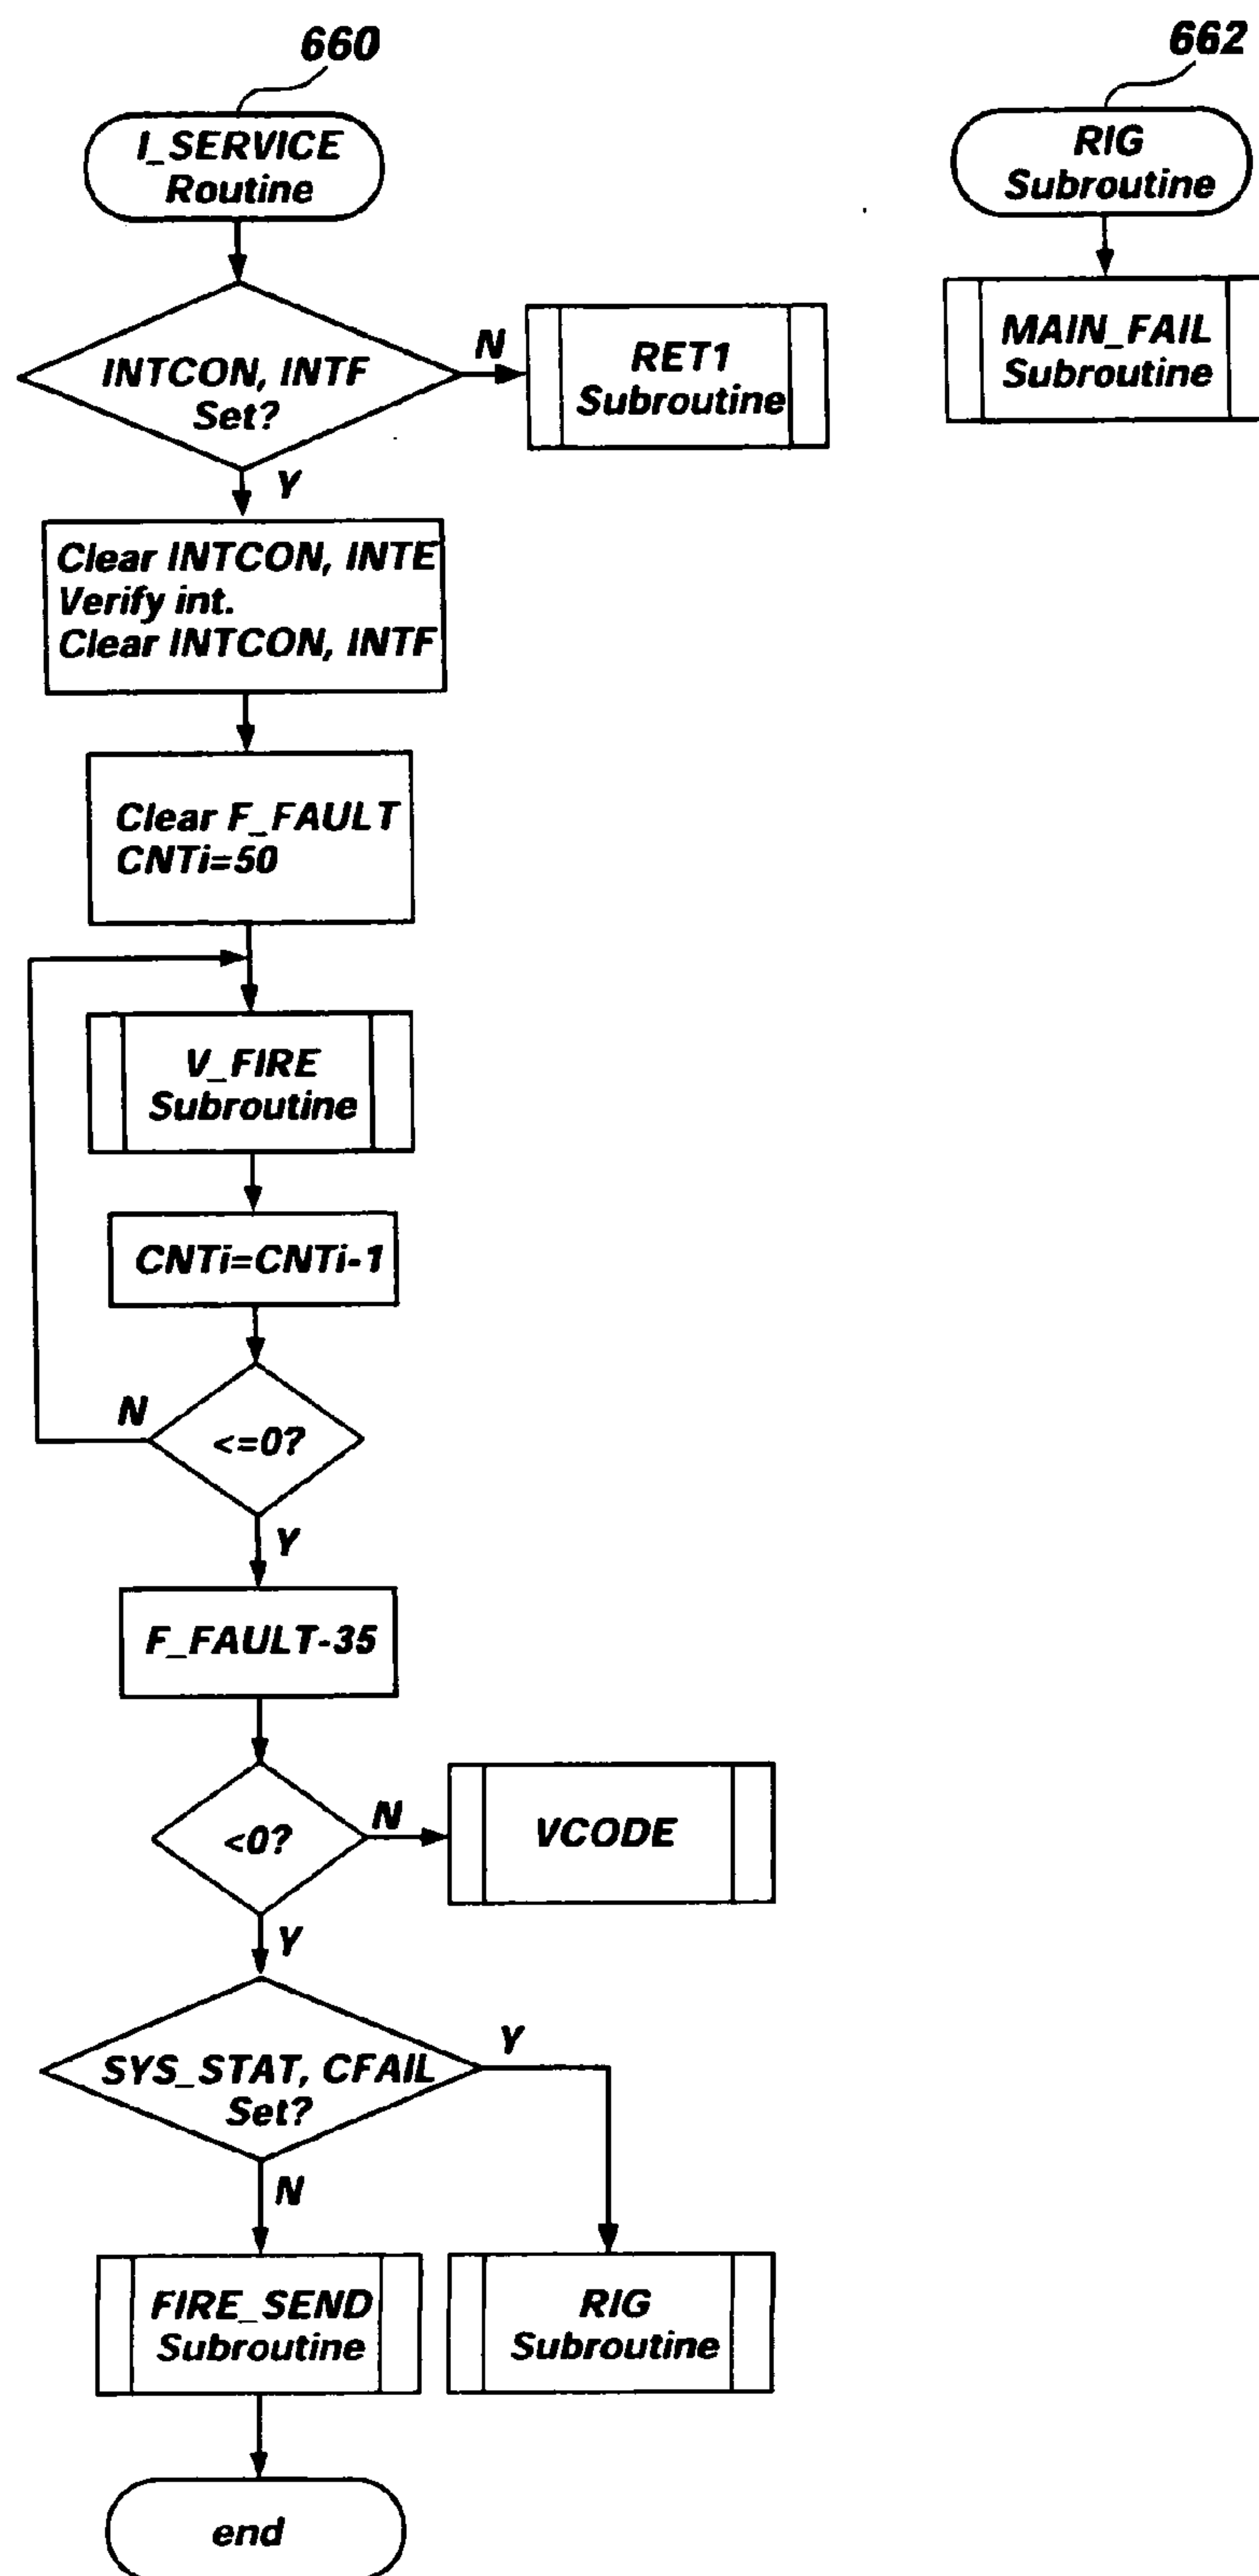 660
I_SERVICE
Routine
INTCON, INTF
Set?
N
RET1
Subroutine
Y
Clear INTCON, INTE
Verify int.
Clear INTCON, INTF
Clear F_FAULT
CNTi=50
V_FIRE
Subroutine
CNTi=CNTi-1
N
<=0?
Y
F_FAULT-35
<0?
N
VCODE
Y
SYS_STAT, CFAIL
Set?
Y
N
FIRE_SEND
Subroutine
RIG
Subroutine
end
662
RIG
Subroutine
MAIN_FAIL
Subroutine